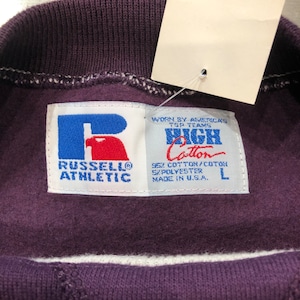 RUSSELL®
ATHLETIC
WORN BY AMERICA'S
TOP TEAMS
HIGH
Cotton
95% COTTON/COTON
5/POLYESTER
MADE IN U.S.A.
L